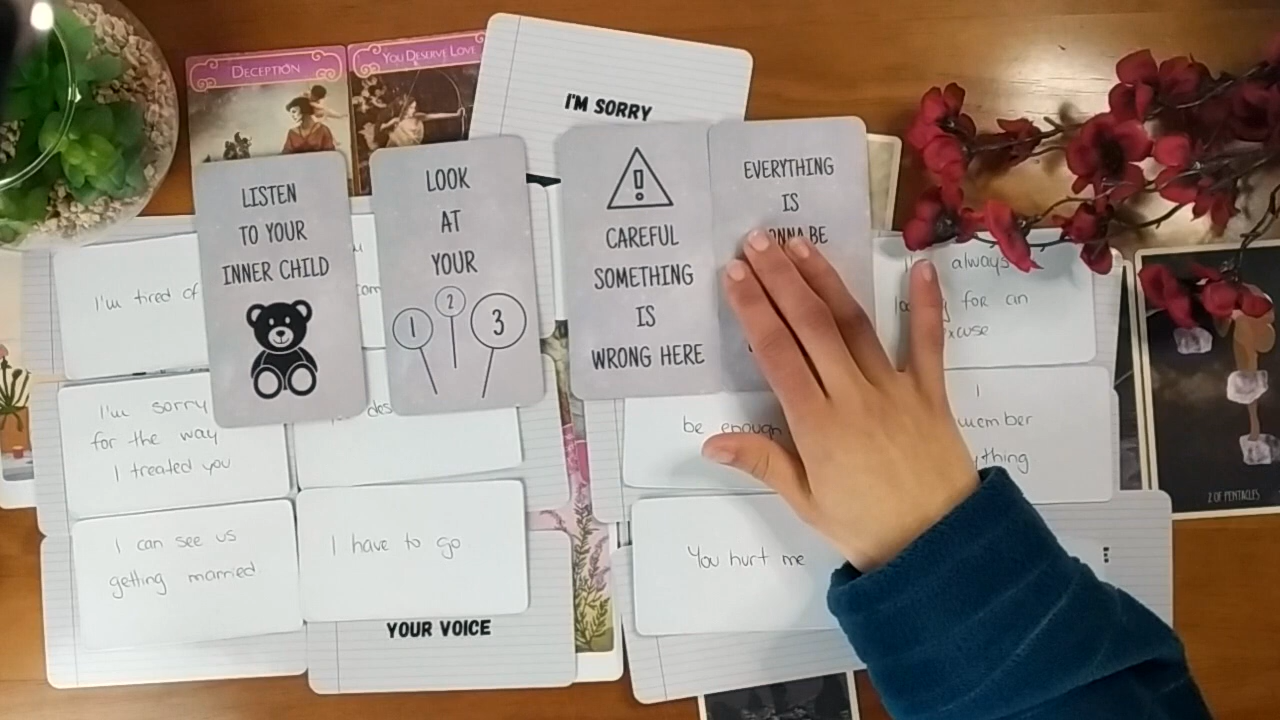 DECEPTION
YOU DESERVE LOVE
I'M SORRY
LISTEN
TO YOUR
INNER CHILD
LOOK
AT
YOUR
1
2
3
CAREFUL
SOMETHING
IS
WRONG HERE
EVERYTHING
IS
BE
I'm tired of
I'm sorry
for the way
I treated you
I can see us
getting married
I have to go
YOUR VOICE
be enough
You hurt me
always
for an
I
2 OF PENTACLES